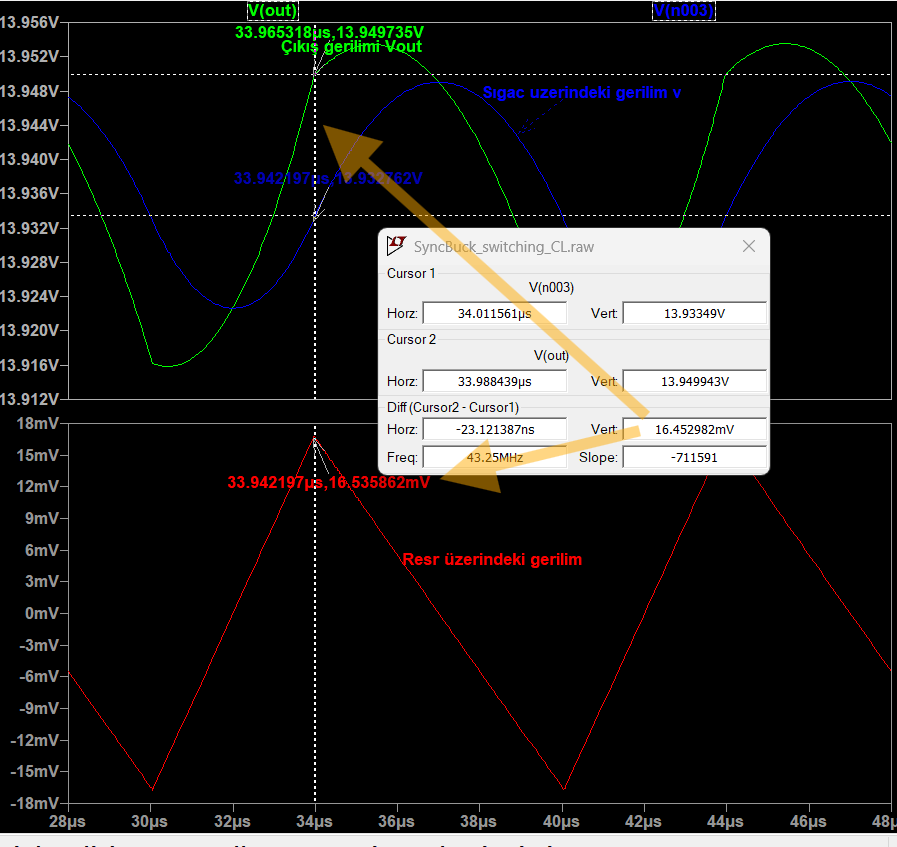 V(out) V(n003)
13.956V
33.965318µs,13.949735V
Çıkış gerilimi Vout
13.952V
13.948V
Sıgac uzerindeki gerilim v
13.944V
13.940V
33.942197µs,13.932762V
13.936V
13.932V
13.928V
13.924V
13.920V
13.916V
13.912V
SyncBuck_switching_CL.raw
Cursor 1
V(n003)
Horz: 34.011561µs Vert: 13.93349V
Cursor 2
V(out)
Horz: 33.988439µs Vert: 13.949943V
Diff (Cursor2 - Cursor1)
Horz: -23.121387ns Vert: 16.452982mV
Freq: 43.25MHz Slope: -711591
18mV
15mV
33.942197µs,16.535862mV
12mV
9mV
6mV
Resr üzerindeki gerilim
3mV
0mV
-3mV
-6mV
-9mV
-12mV
-15mV
-18mV
28µs 30µs 32µs 34µs 36µs 38µs 40µs 42µs 44µs 46µs 48µ